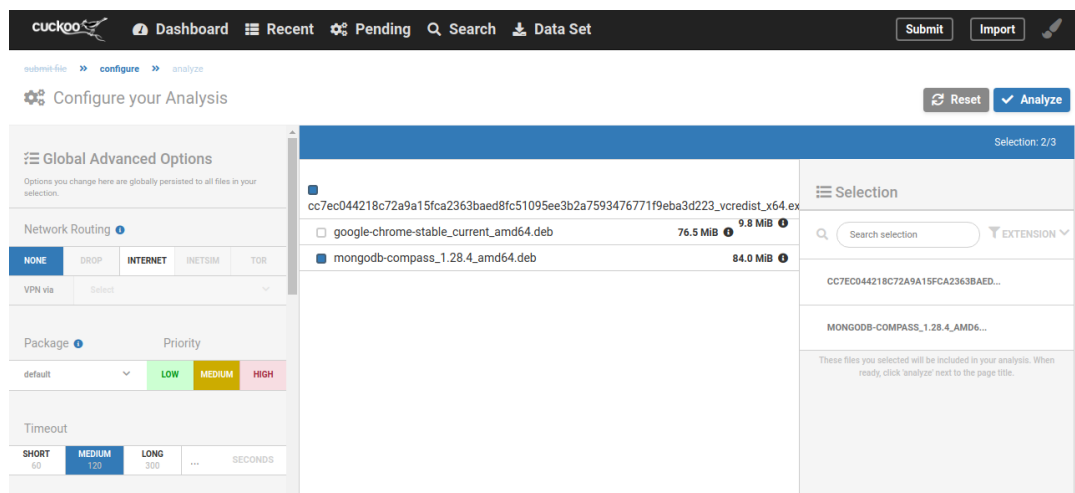 cuckoo Dashboard Recent Pending Search Data Set Submit Import
submit file » configure » analyze
Configure your Analysis Reset Analyze
Selection: 2/3
Global Advanced Options
Options you change here are globally persisted to all files in your
selection.
Network Routing
NONE DROP INTERNET INETSIM TOR
VPN via Select
Package Priority
default LOW MEDIUM HIGH
Timeout
SHORT MEDIUM LONG
60 120 300 ... SECONDS
cc7ec044218c72a9a15fca2363baed8fc51095ee3b2a7593476771f9eba3d223_vcredist_x64.ex
9.8 MiB
google-chrome-stable_current_amd64.deb 76.5 MiB
mongodb-compass_1.28.4_amd64.deb 84.0 MiB
Selection
Search selection EXTENSION
CC7EC044218C72A9A15FCA2363BAED...
MONGODB-COMPASS_1.28.4_AMD6...
These files you selected will be included in your analysis. When
ready, click 'analyze' next to the page title.